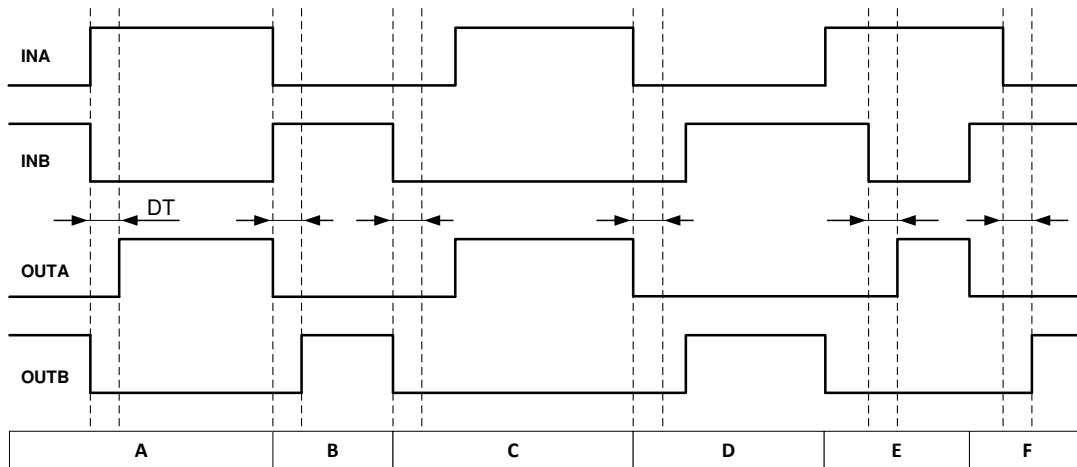 INA
INB
DT
OUTA
OUTB
A B C D E F